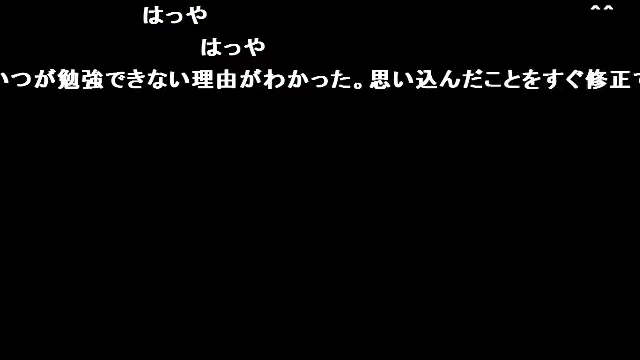 はっや
^^
はっや
いつが勉強できない理由がわかった。思い込んだことをすぐ修正で